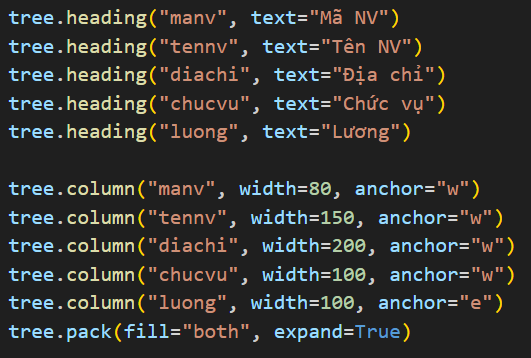 tree.heading("manv", text="Mã NV")
tree.heading("tennv", text="Tên NV")
tree.heading("diachi", text="Địa chỉ")
tree.heading("chucvu", text="Chức vụ")
tree.heading("luong", text="Lương")
tree.column("manv", width=80, anchor="w")
tree.column("tennv", width=150, anchor="w")
tree.column("diachi", width=200, anchor="w")
tree.column("chucvu", width=100, anchor="w")
tree.column("luong", width=100, anchor="e")
tree.pack(fill="both", expand=True)